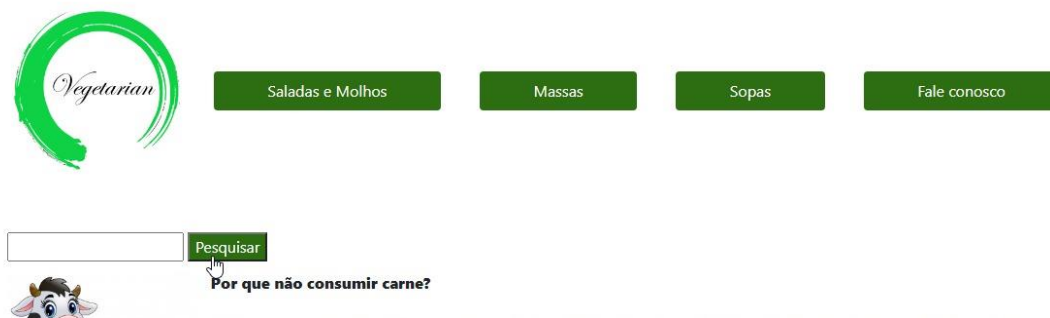 Vegetarian
Saladas e Molhos
Massas
Sopas
Fale conosco
Pesquisar
Por que não consumir carne?